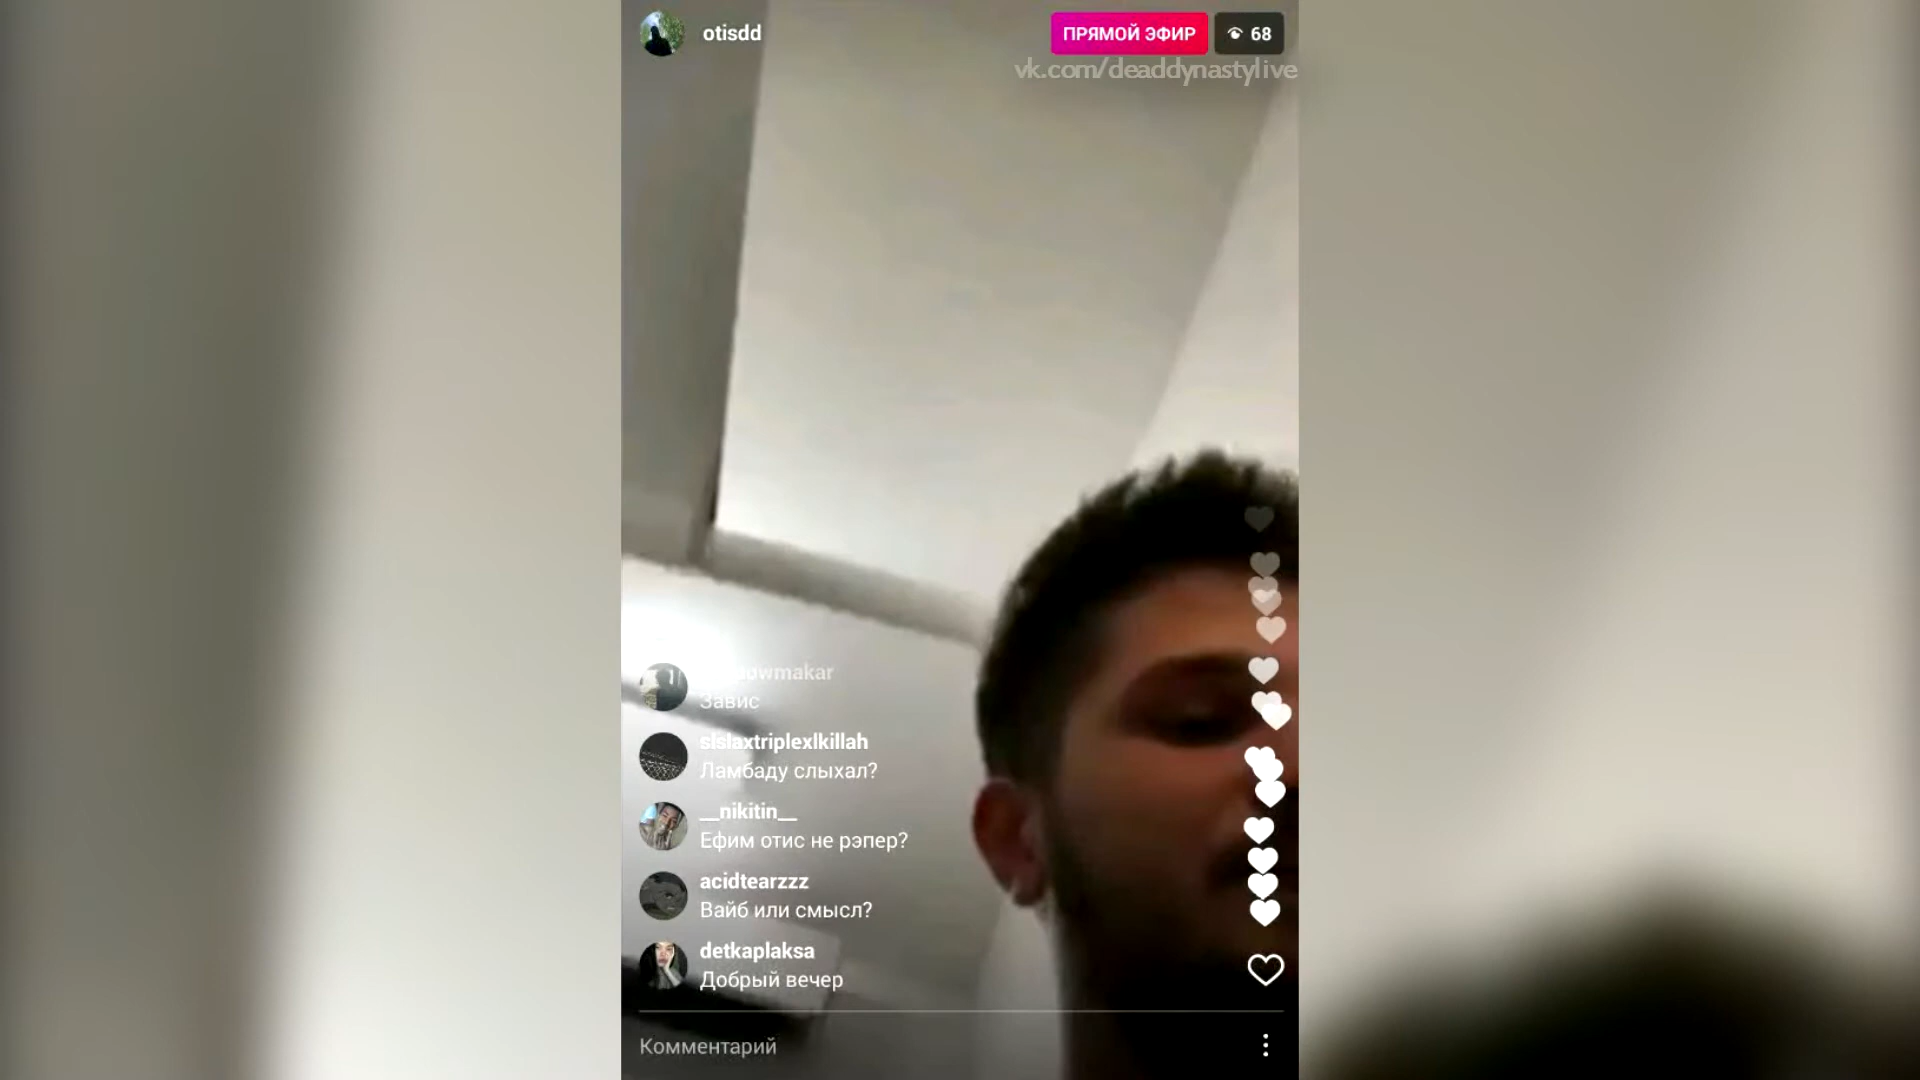 otisdd
ПРЯМОЙ ЭФИР
68
vk.com/deaddynastylive
Завис
slslaxtriplexlkillah
Ламбаду слыхал?
__nikitin__
Ефим отис не рэпер?
acidtearzzz
Вайб или смысл?
detkaplaksa
Добрый вечер
Комментарий